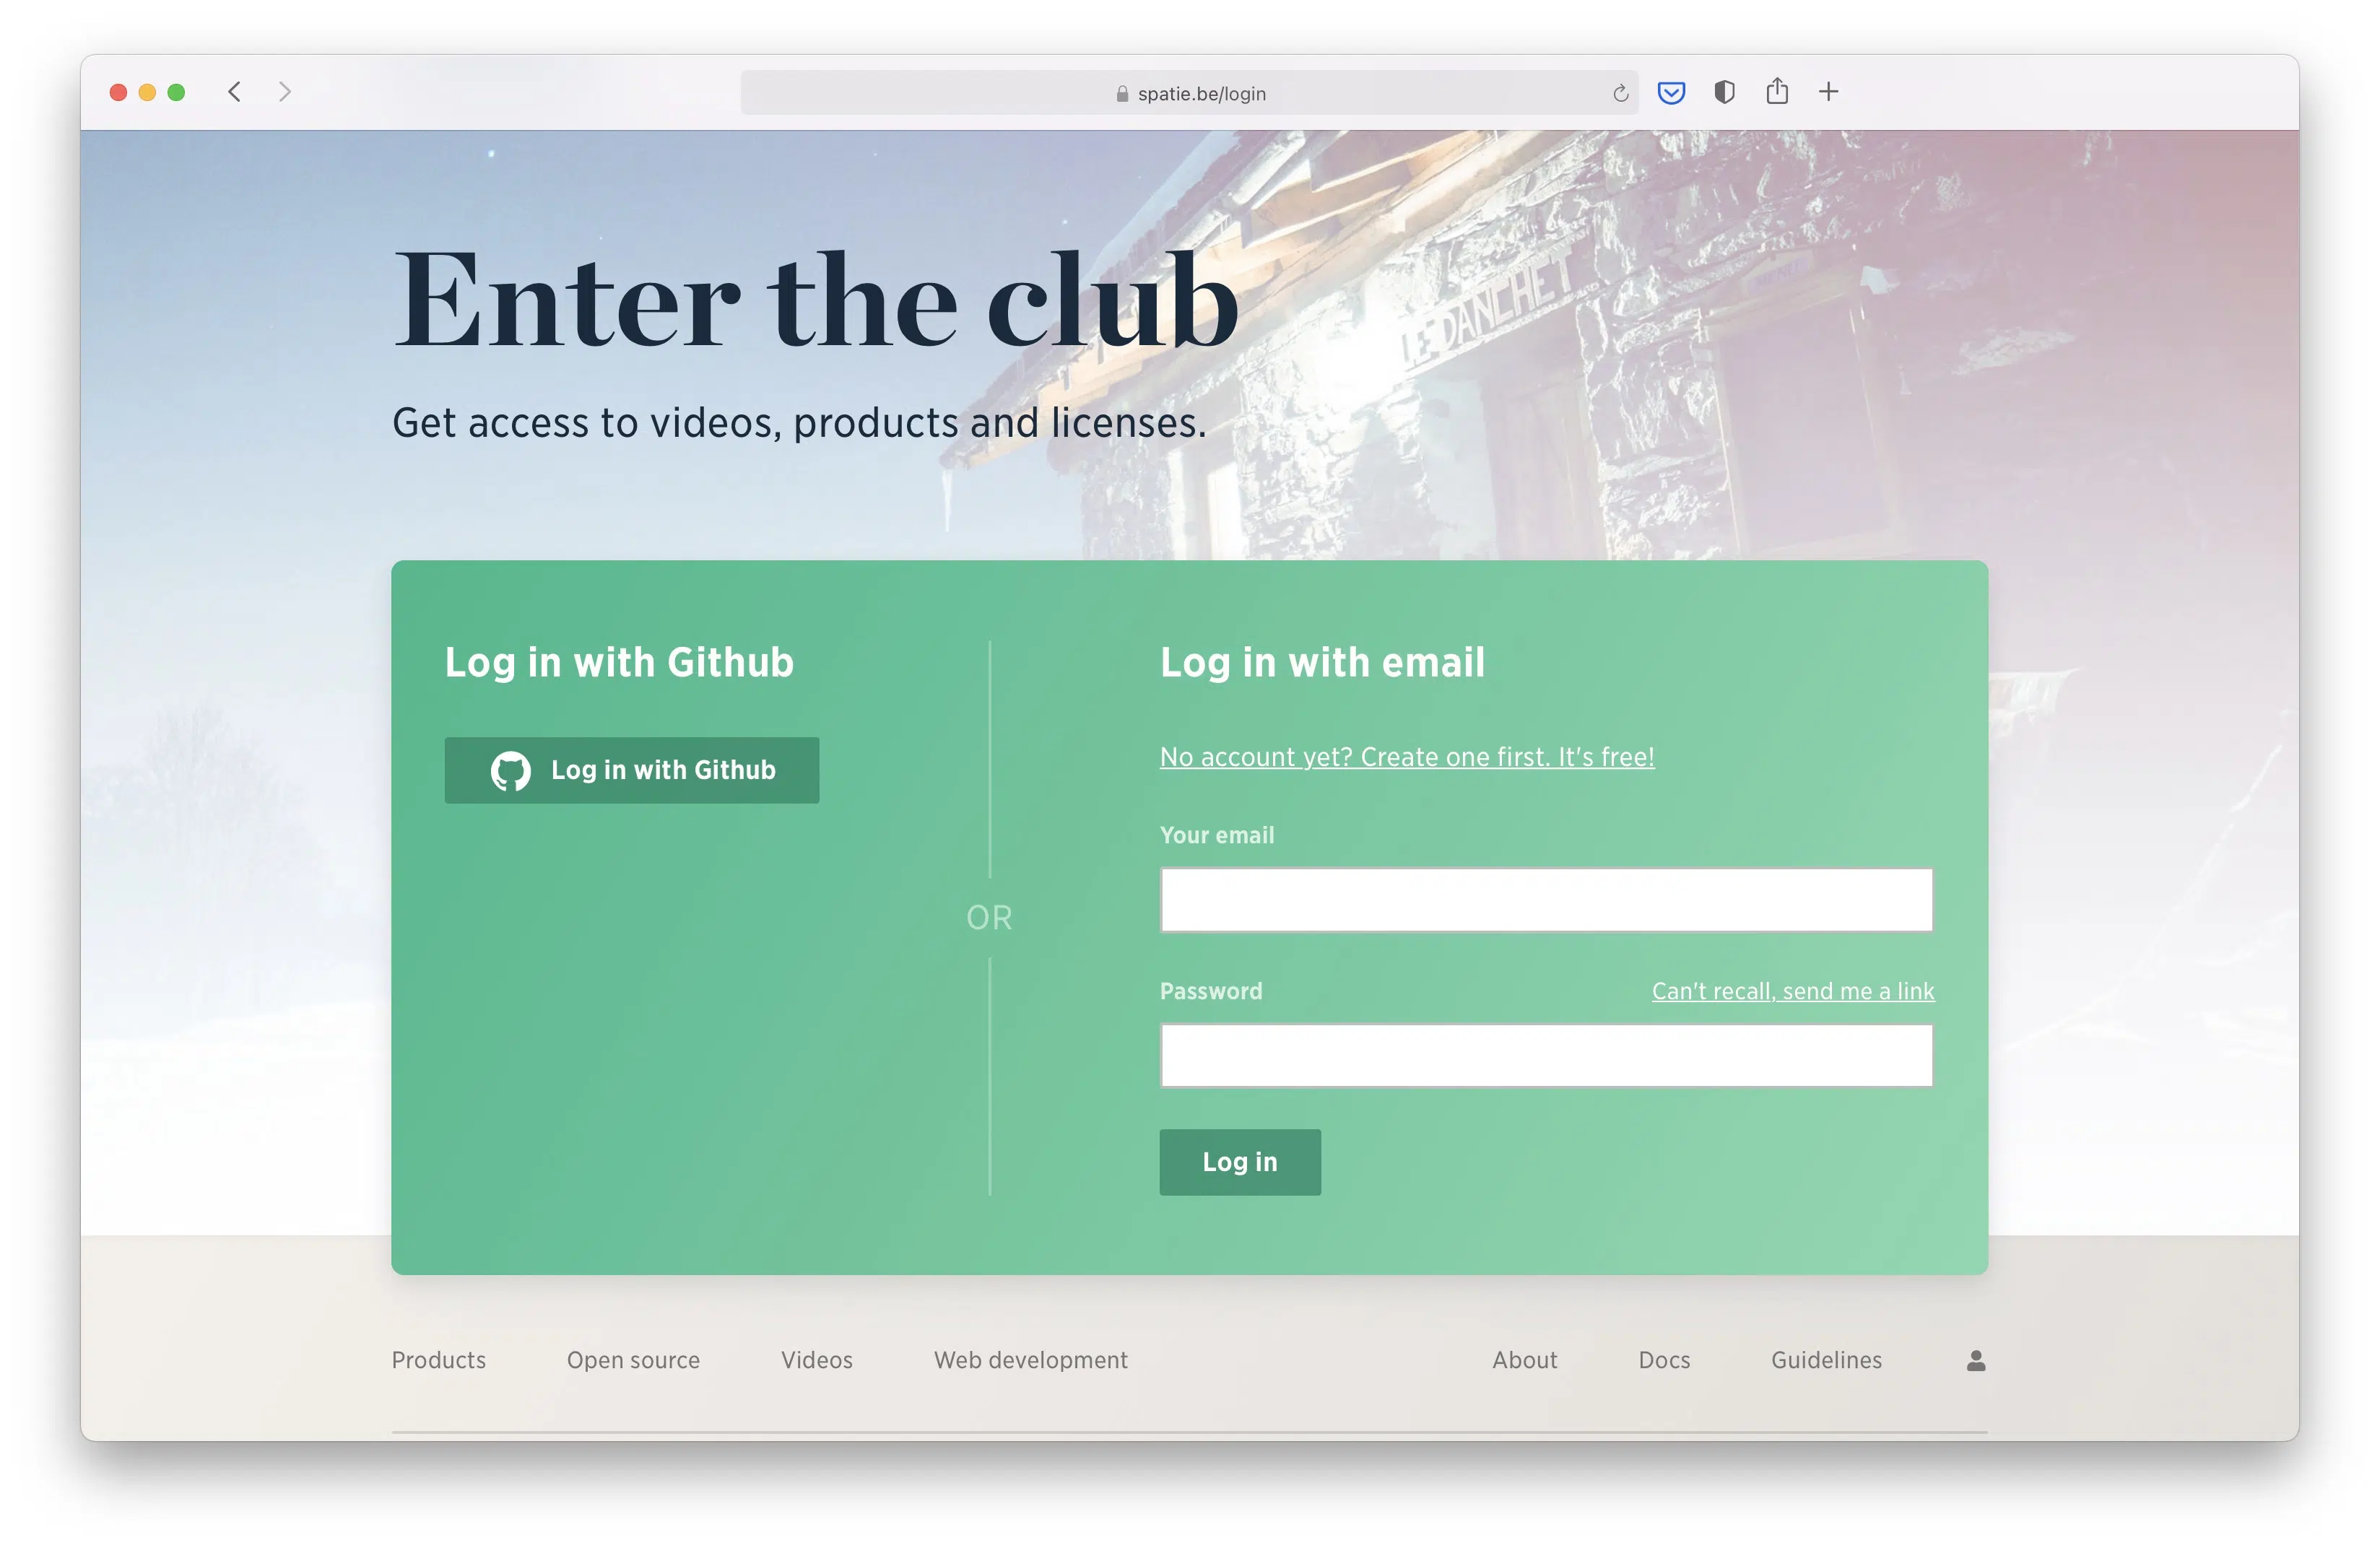 spatie.be/login
Enter the club
LE DANCHET
Get access to videos, products and licenses.
Log in with Github
Log in with Github
OR
Log in with email
No account yet? Create one first. It's free!
Your email
Password
Can't recall, send me a link
Log in
Products Open source Videos Web development About Docs Guidelines